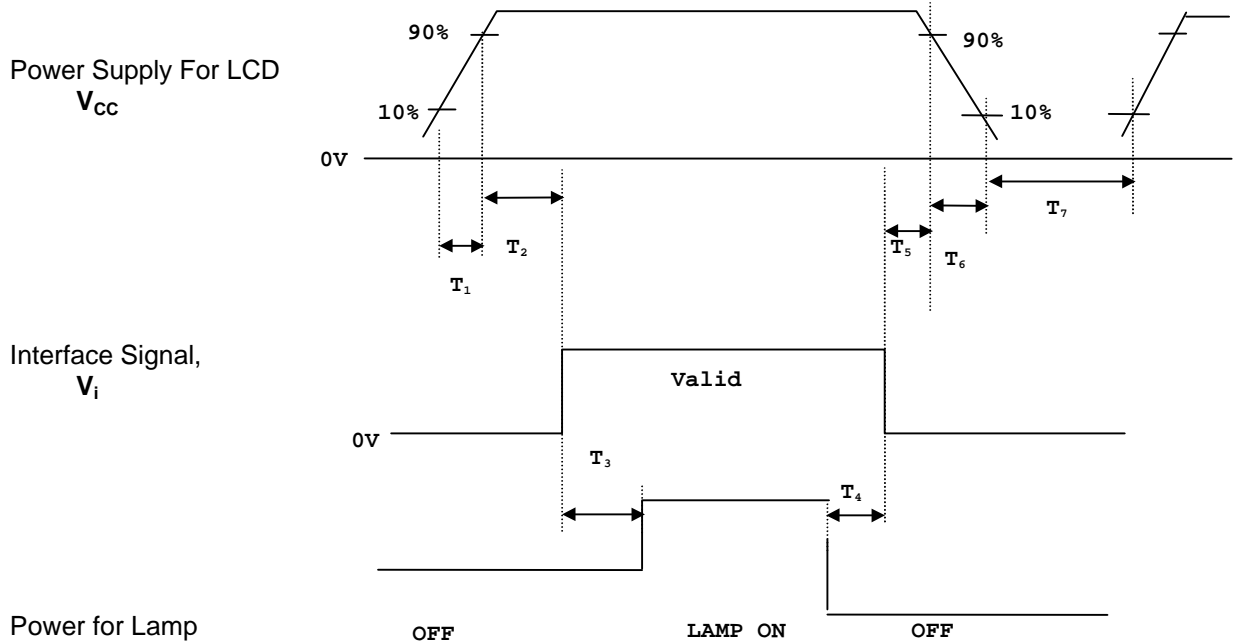 90%
90%
Power Supply For LCD
VCC
10%
10%
0V
T7
T2
T5
T6
T1
Interface Signal,
Vi
Valid
0V
T3
T4
Power for Lamp
OFF
LAMP ON
OFF